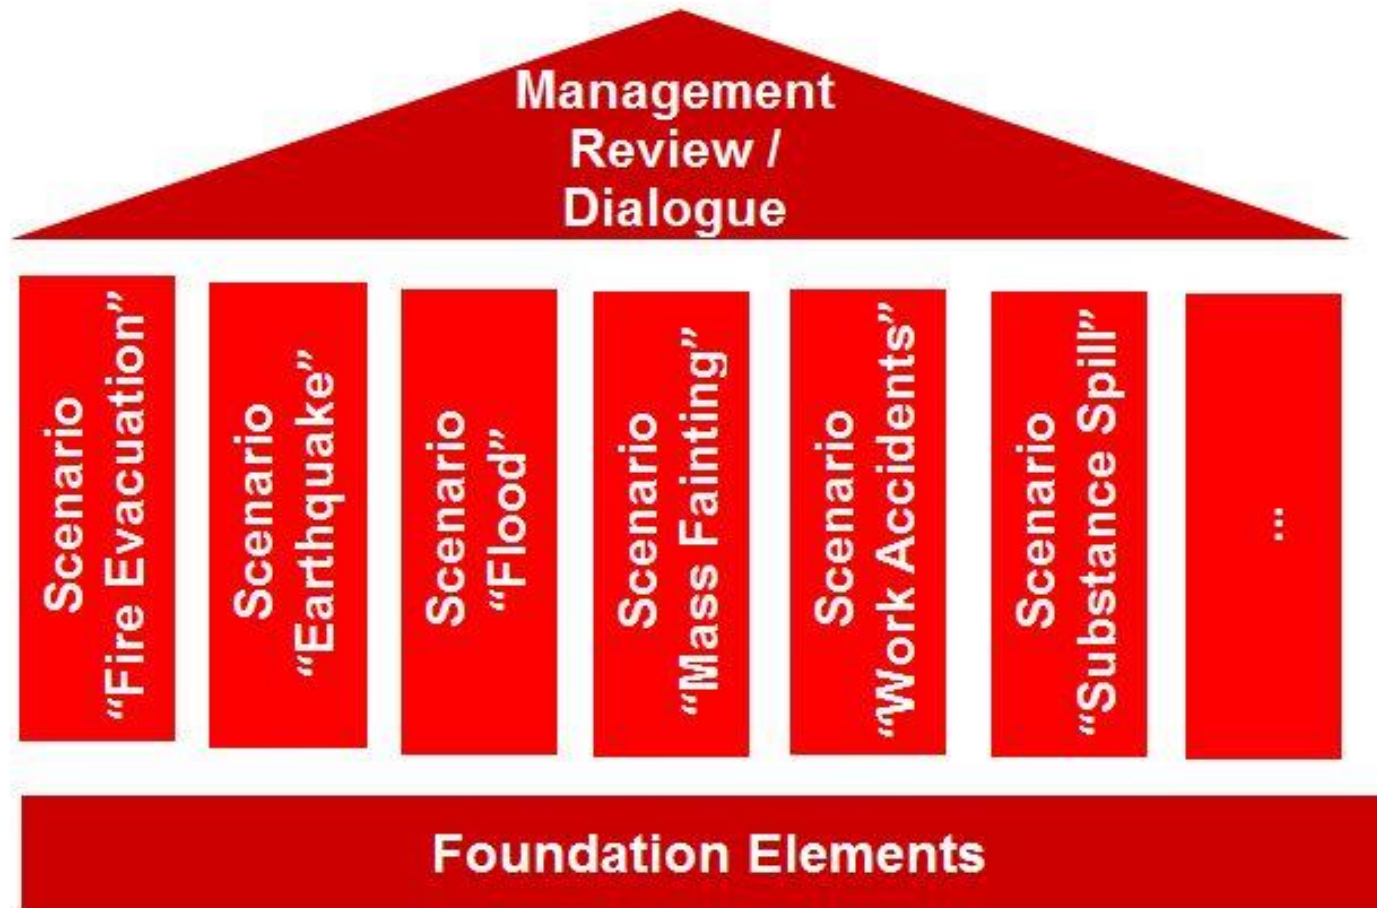 Management
Review /
Dialogue
Scenario
“Fire Evacuation”
Scenario
“Earthquake”
Scenario
“Flood”
Scenario
“Mass Fainting”
Scenario
“Work Accidents”
Scenario
“Substance Spill”
...
Foundation Elements